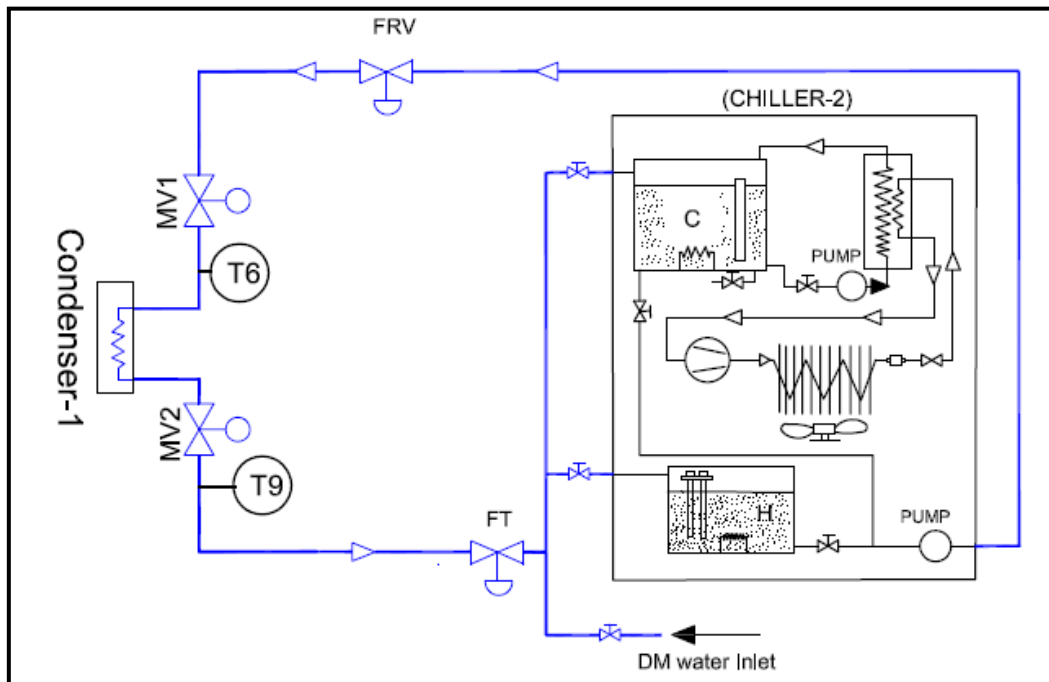 FRV
(CHILLER-2)
MV1
C
PUMP
T6
Condenser-1
MV2
T9
FT
H
PUMP
DM water Inlet